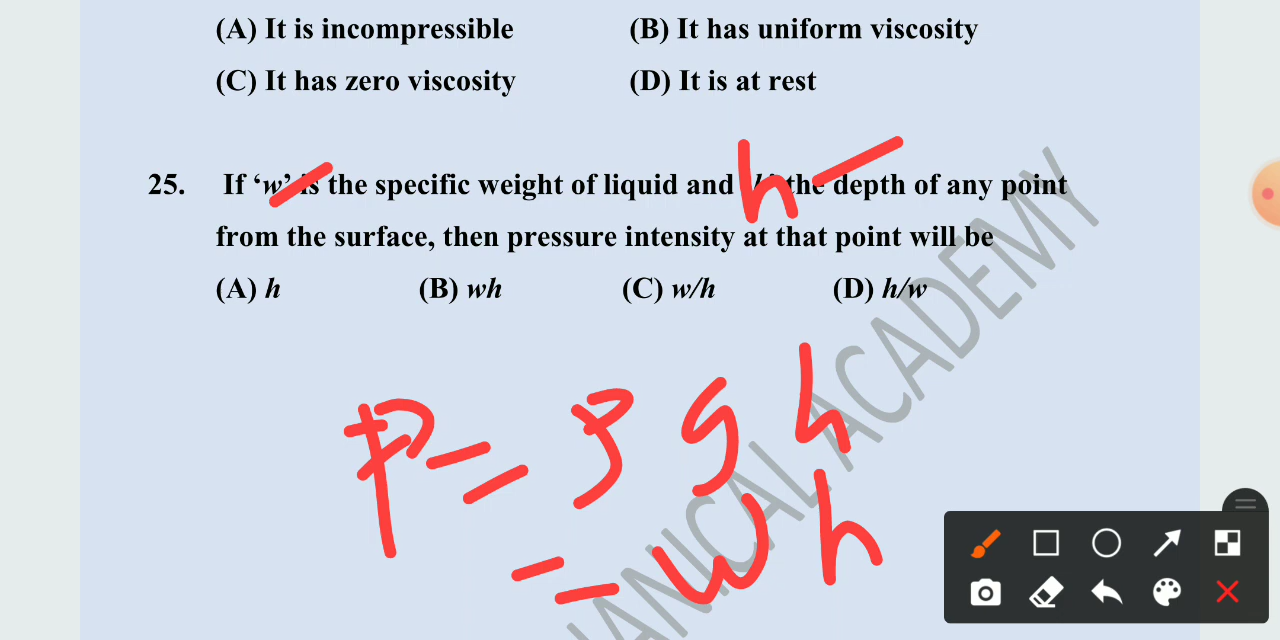 (A) It is incompressible (B) It has uniform viscosity
(C) It has zero viscosity (D) It is at rest
25. If ‘w’ is the specific weight of liquid and h the depth of any point
from the surface, then pressure intensity at that point will be
(A) h (B) wh (C) w/h (D) h/w
P = ρ g h
= w h
ANICAL ACADEMY